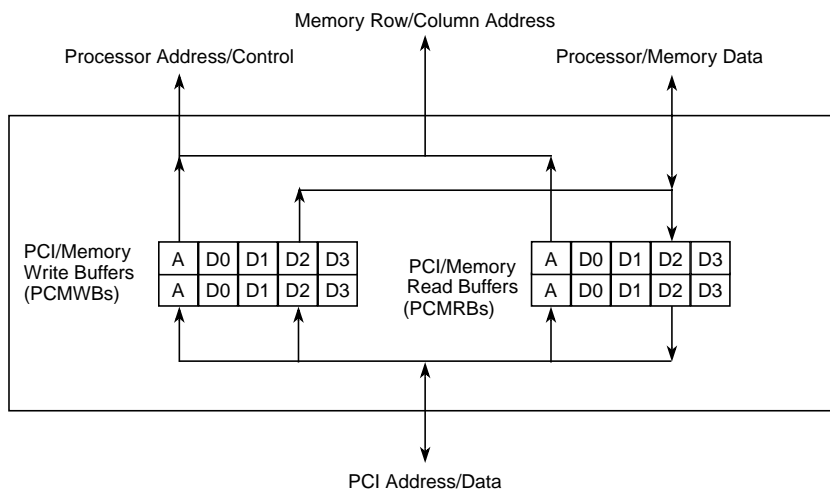 Memory Row/Column Address
Processor Address/Control
Processor/Memory Data
PCI/Memory
Write Buffers
(PCMWBs)
A D0 D1 D2 D3
A D0 D1 D2 D3
PCI/Memory
Read Buffers
(PCMRBs)
A D0 D1 D2 D3
A D0 D1 D2 D3
PCI Address/Data